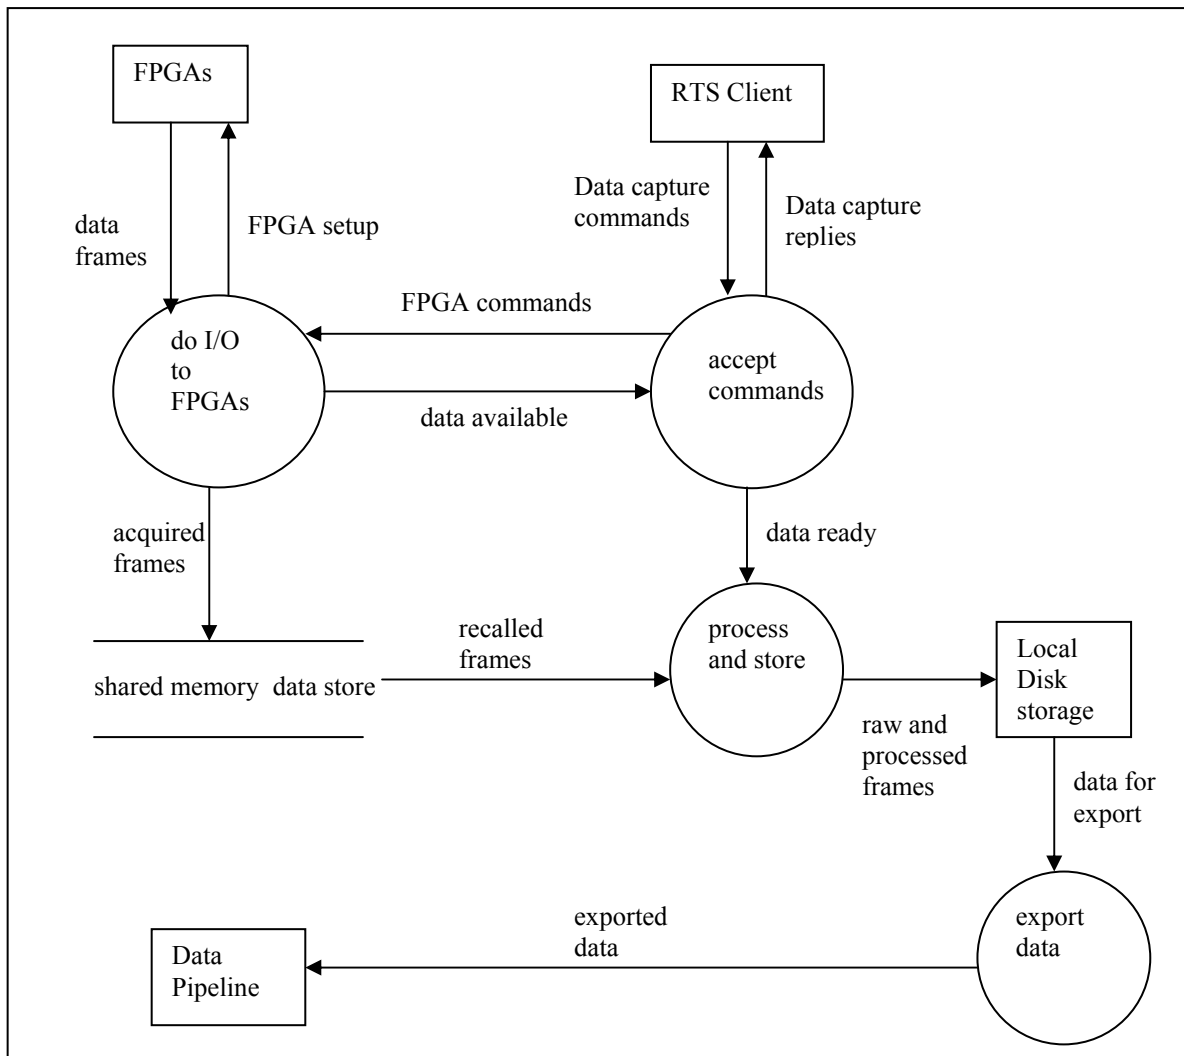 FPGAs
RTS Client
data
frames
FPGA setup
Data capture
commands
Data capture
replies
FPGA commands
do I/O
to
FPGAs
accept
commands
data available
acquired
frames
data ready
shared memory  data store
recalled
frames
process
and store
Local
Disk
storage
raw and
processed
frames
data for
export
exported
data
export
data
Data
Pipeline